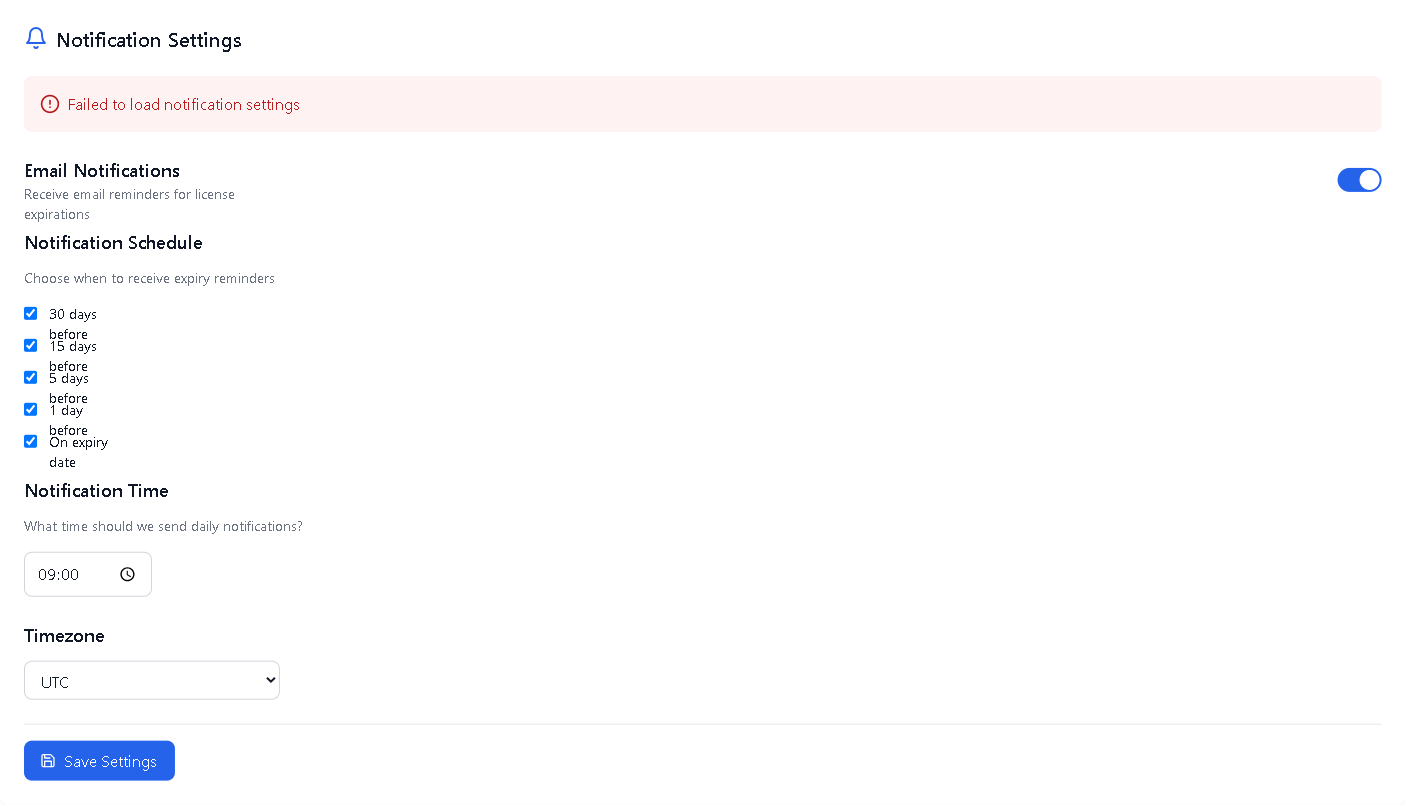 Notification Settings
Failed to load notification settings
Email Notifications
Receive email reminders for license
expirations
Notification Schedule
Choose when to receive expiry reminders
30 days
before
15 days
before
5 days
before
1 day
before
On expiry
date
Notification Time
What time should we send daily notifications?
09:00
Timezone
UTC
Save Settings